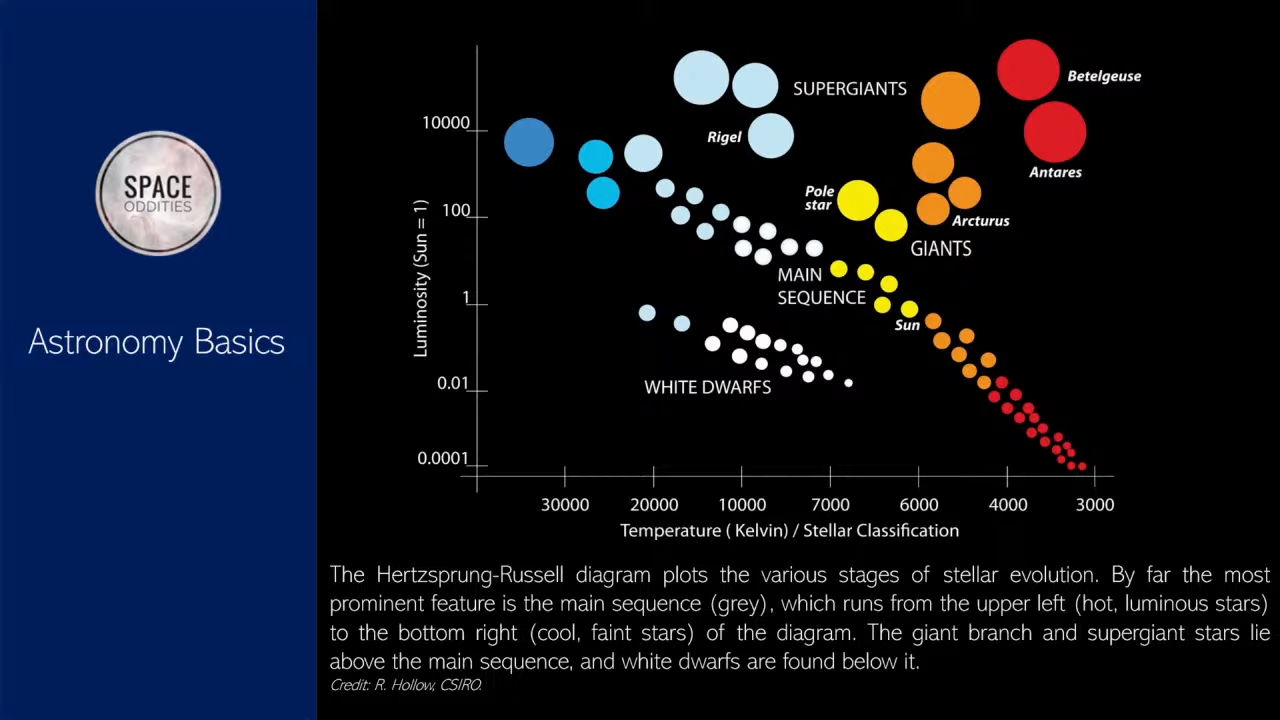 SPACE
ODDITIES
Astronomy Basics
SUPERGIANTS
Betelgeuse
10000
Rigel
Antares
Pole
star
100
Arcturus
GIANTS
Luminosity (Sun = 1)
MAIN
SEQUENCE
1
Sun
0.01
WHITE DWARFS
0.0001
30000 20000 10000 7000 6000 4000 3000
Temperature ( Kelvin) / Stellar Classification
The Hertzsprung-Russell diagram plots the various stages of stellar evolution. By far the most
prominent feature is the main sequence (grey), which runs from the upper left (hot, luminous stars)
to the bottom right (cool, faint stars) of the diagram. The giant branch and supergiant stars lie
above the main sequence, and white dwarfs are found below it.
Credit: R. Hollow, CSIRO.